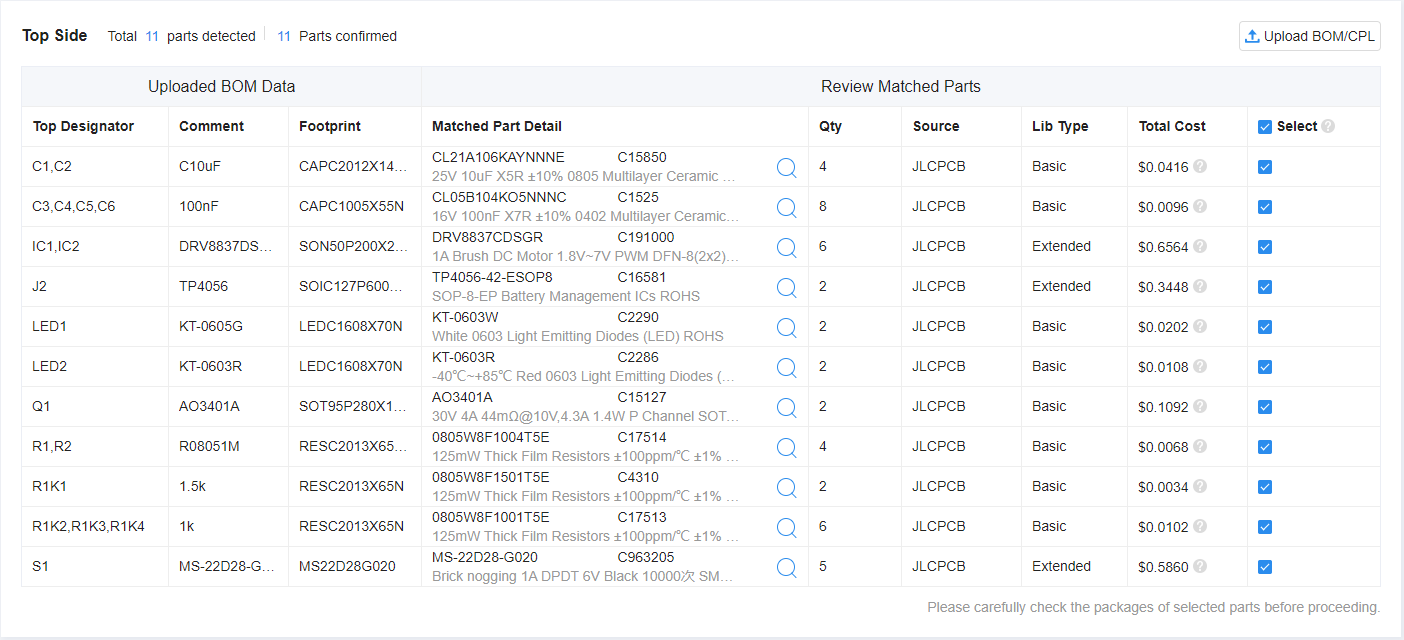 Top Side Total 11 parts detected 11 Parts confirmed Upload BOM/CPL
Uploaded BOM Data Review Matched Parts
Top Designator Comment Footprint Matched Part Detail Qty Source Lib Type Total Cost Select ?
C1,C2 C10uF CAPC2012X14... CL21A106KAYNNNE C15850 4 JLCPCB Basic $0.0416 ?
25V 10uF X5R ±10% 0805 Multilayer Ceramic ...
C3,C4,C5,C6 100nF CAPC1005X55N CL05B104KO5NNNC C1525 8 JLCPCB Basic $0.0096 ?
16V 100nF X7R ±10% 0402 Multilayer Ceramic...
IC1,IC2 DRV8837DS... SON50P200X2... DRV8837CDSGR C191000 6 JLCPCB Extended $0.6564 ?
1A Brush DC Motor 1.8V~7V PWM DFN-8(2x2)...
J2 TP4056 SOIC127P600... TP4056-42-ESOP8 C16581 2 JLCPCB Extended $0.3448 ?
SOP-8-EP Battery Management ICs ROHS
LED1 KT-0605G LEDC1608X70N KT-0603W C2290 2 JLCPCB Basic $0.0202 ?
White 0603 Light Emitting Diodes (LED) ROHS
LED2 KT-0603R LEDC1608X70N KT-0603R C2286 2 JLCPCB Basic $0.0108 ?
-40℃~+85℃ Red 0603 Light Emitting Diodes (...
Q1 AO3401A SOT95P280X1... AO3401A C15127 2 JLCPCB Basic $0.1092 ?
30V 4A 44mΩ@10V,4.3A 1.4W P Channel SOT...
R1,R2 R08051M RESC2013X65... 0805W8F1004T5E C17514 4 JLCPCB Basic $0.0068 ?
125mW Thick Film Resistors ±100ppm/℃ ±1% ...
R1K1 1.5k RESC2013X65N 0805W8F1501T5E C4310 2 JLCPCB Basic $0.0034 ?
125mW Thick Film Resistors ±100ppm/℃ ±1% ...
R1K2,R1K3,R1K4 1k RESC2013X65N 0805W8F1001T5E C17513 6 JLCPCB Basic $0.0102 ?
125mW Thick Film Resistors ±100ppm/℃ ±1% ...
S1 MS-22D28-G... MS22D28G020 MS-22D28-G020 C963205 5 JLCPCB Extended $0.5860 ?
Brick nogging 1A DPDT 6V Black 10000次 SM...
Please carefully check the packages of selected parts before proceeding.